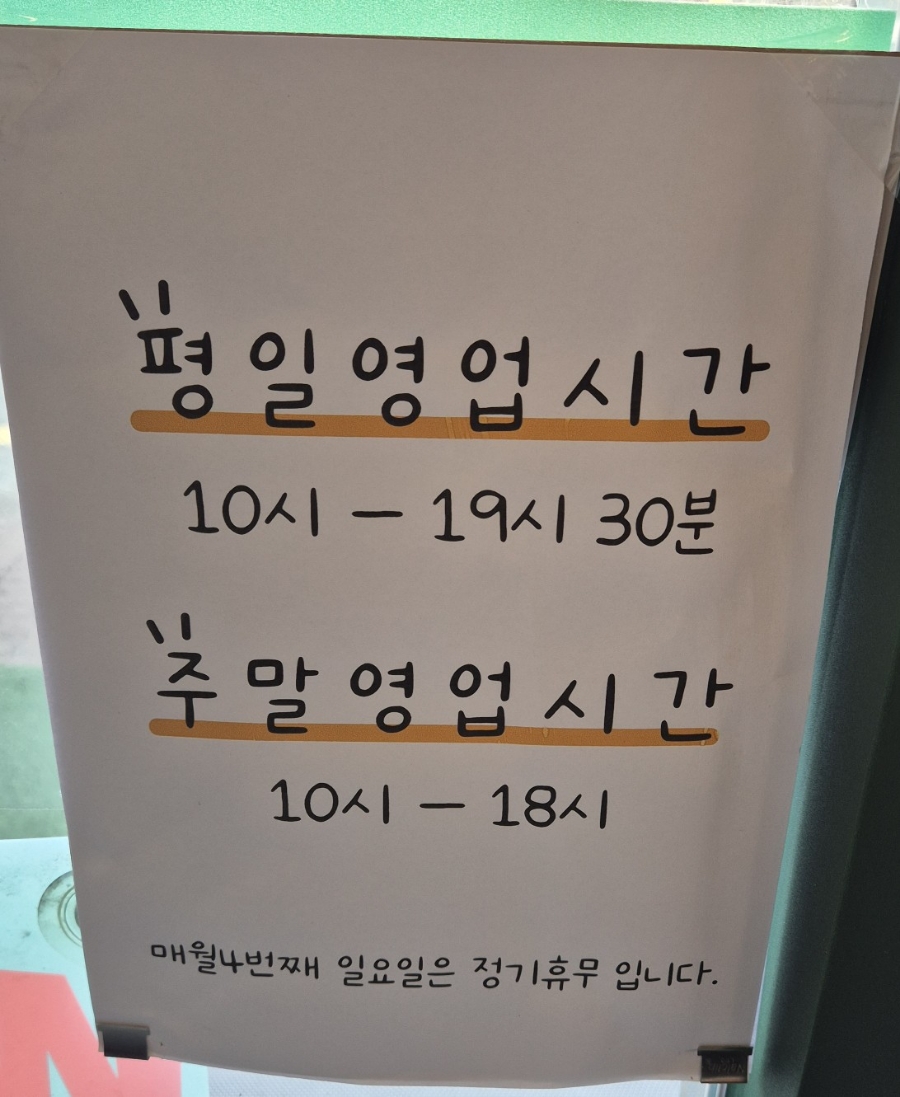 평일영업시간
10시 - 19시 30분
주말영업시간
10시 - 18시
매월4번째 일요일은 정기휴무 입니다.